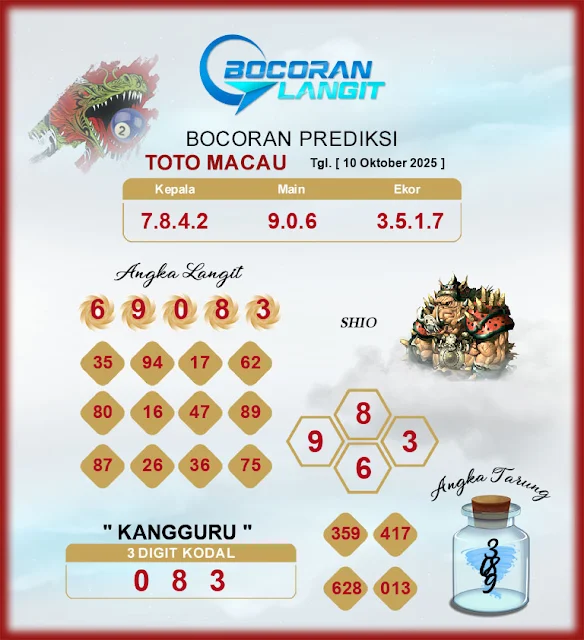 BOCORAN
LANGIT
BOCORAN PREDIKSI
TOTO MACAU Tgl. [ 10 Oktober 2025 ]
Kepala Main Ekor
7.8.4.2 9.0.6 3.5.1.7
2
Angka Langit
6 9 0 8 3
SHIO
35 94 17 62
80 16 47 89
87 26 36 75
8
9 3
6
Angka Tarung
" KANGGURU "
3 DIGIT KODAL
0 8 3
359 417
628 013